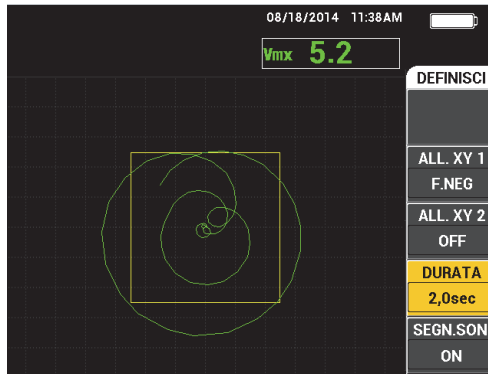 08/18/2014 11:38AM
Vmx 5.2
DEFINISCI
ALL. XY 1
F.NEG
ALL. XY 2
OFF
DURATA
2,0sec
SEGN.SON
ON